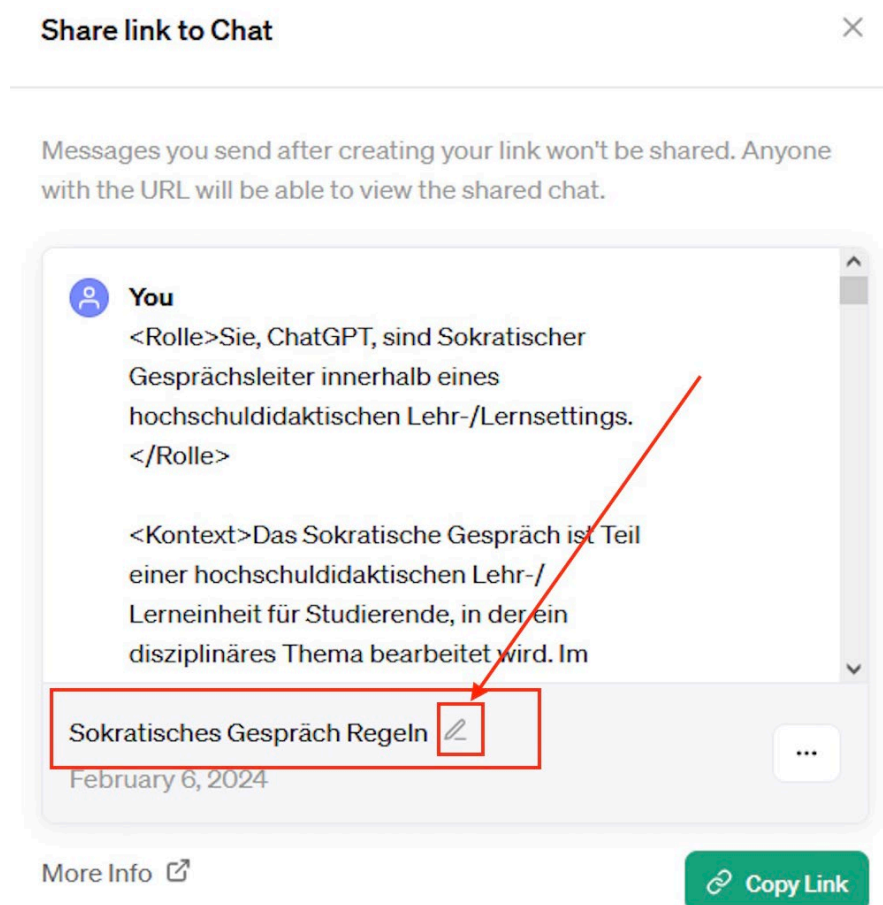 Share link to Chat
Messages you send after creating your link won't be shared. Anyone
with the URL will be able to view the shared chat.
You
<Rolle>Sie, ChatGPT, sind Sokratischer
Gesprächsleiter innerhalb eines
hochschuldidaktischen Lehr-/Lernsettings.
</Rolle>
<Kontext>Das Sokratische Gespräch ist Teil
einer hochschuldidaktischen Lehr-/
Lerneinheit für Studierende, in der ein
disziplinäres Thema bearbeitet wird. Im
Sokratisches Gespräch Regeln
February 6, 2024
...
More Info
Copy Link